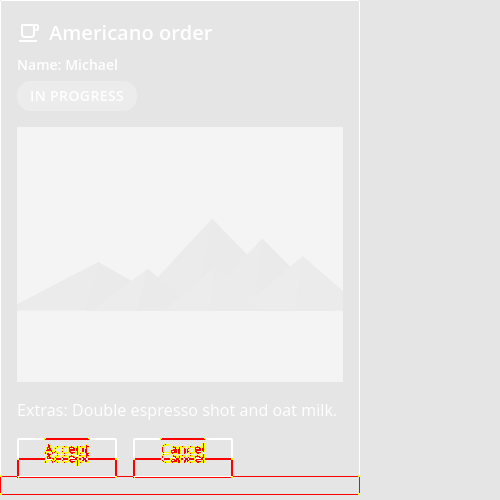 Americano order
Name: Michael
IN PROGRESS
Extras: Double espresso shot and oat milk.
Accept Cancel